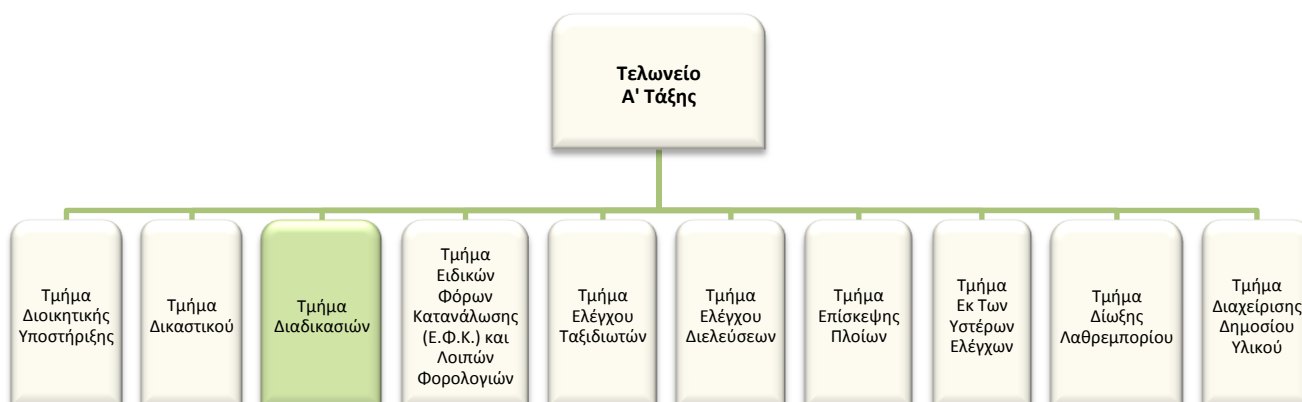 Τελωνείο
Α' Τάξης
Τμήμα
Διοικητικής
Υποστήριξης
Τμήμα
Δικαστικού
Τμήμα
Διαδικασιών
Τμήμα
Ειδικών
Φόρων
Κατανάλωσης
(Ε.Φ.Κ.) και
Λοιπών
Φορολογιών
Τμήμα
Ελέγχου
Ταξιδιωτών
Τμήμα
Ελέγχου
Διελεύσεων
Τμήμα
Επίσκεψης
Πλοίων
Τμήμα
Εκ Των
Υστέρων
Ελέγχων
Τμήμα
Δίωξης
Λαθρεμπορίου
Τμήμα
Διαχείρισης
Δημοσίου
Υλικού